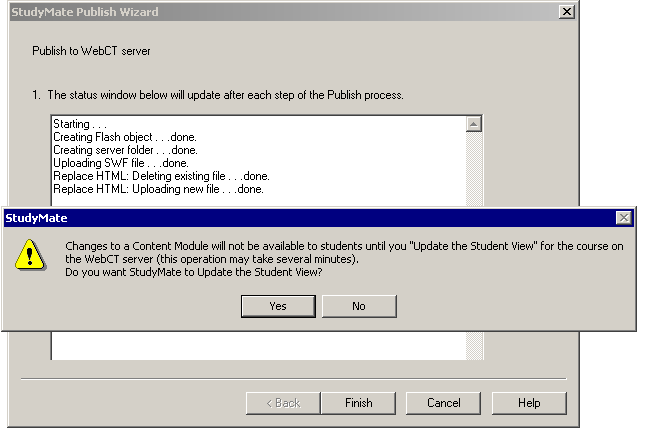 StudyMate Publish Wizard
Publish to WebCT server
1. The status window below will update after each step of the Publish process.
Starting . . .
Creating Flash object . . .done.
Creating server folder . . .done.
Uploading SWF file . . .done.
Replace HTML: Deleting existing file . . .done.
Replace HTML: Uploading new file . . .done.
StudyMate
Changes to a Content Module will not be available to students until you "Update the Student View" for the course on
the WebCT server (this operation may take several minutes).
Do you want StudyMate to Update the Student View?
Yes No
< Back Finish Cancel Help